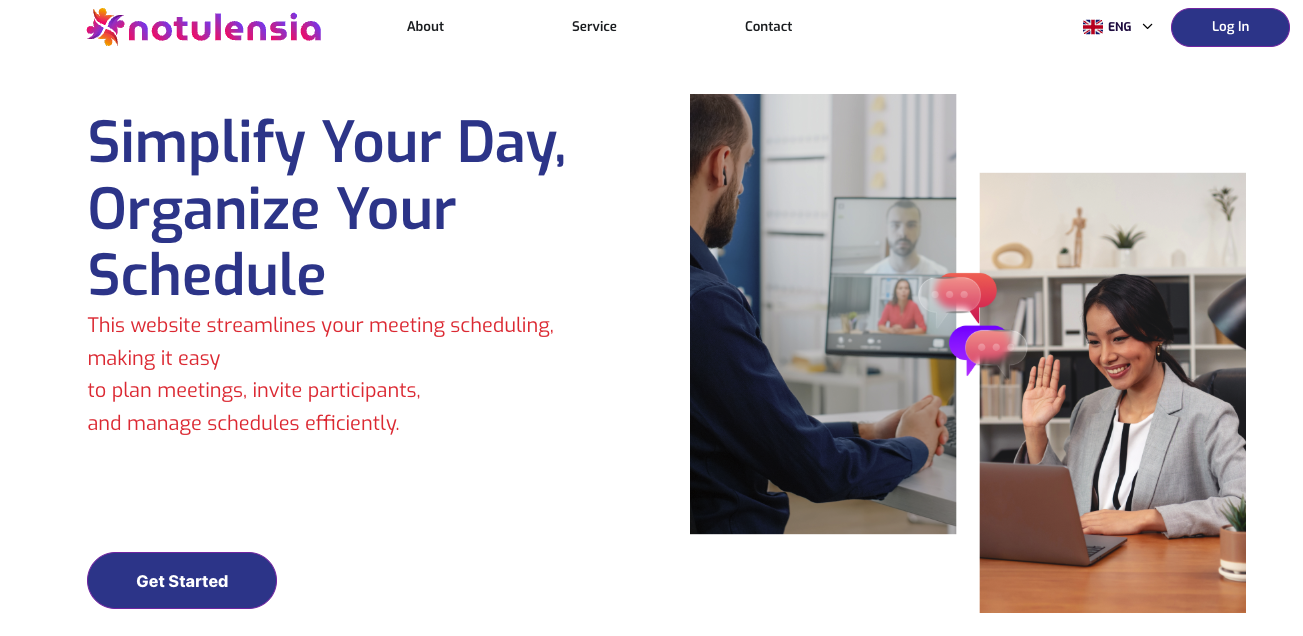 notulensia
About
Service
Contact
ENG
Log In
Simplify Your Day,
Organize Your
Schedule
This website streamlines your meeting scheduling,
making it easy
to plan meetings, invite participants,
and manage schedules efficiently.
Get Started